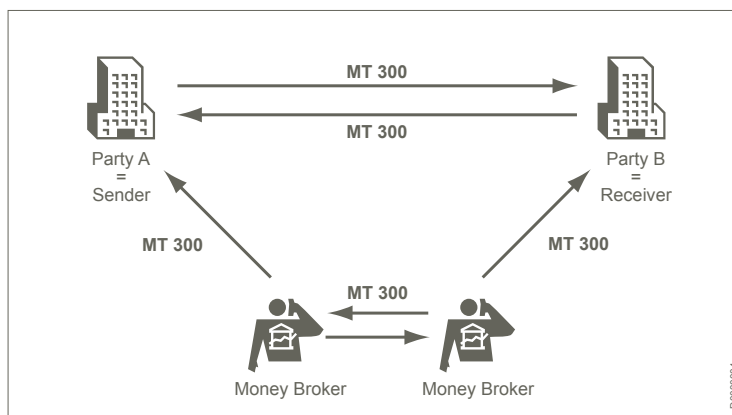 MT 300
MT 300
Party A
=
Sender
Party B
=
Receiver
MT 300
MT 300
MT 300
Money Broker
Money Broker